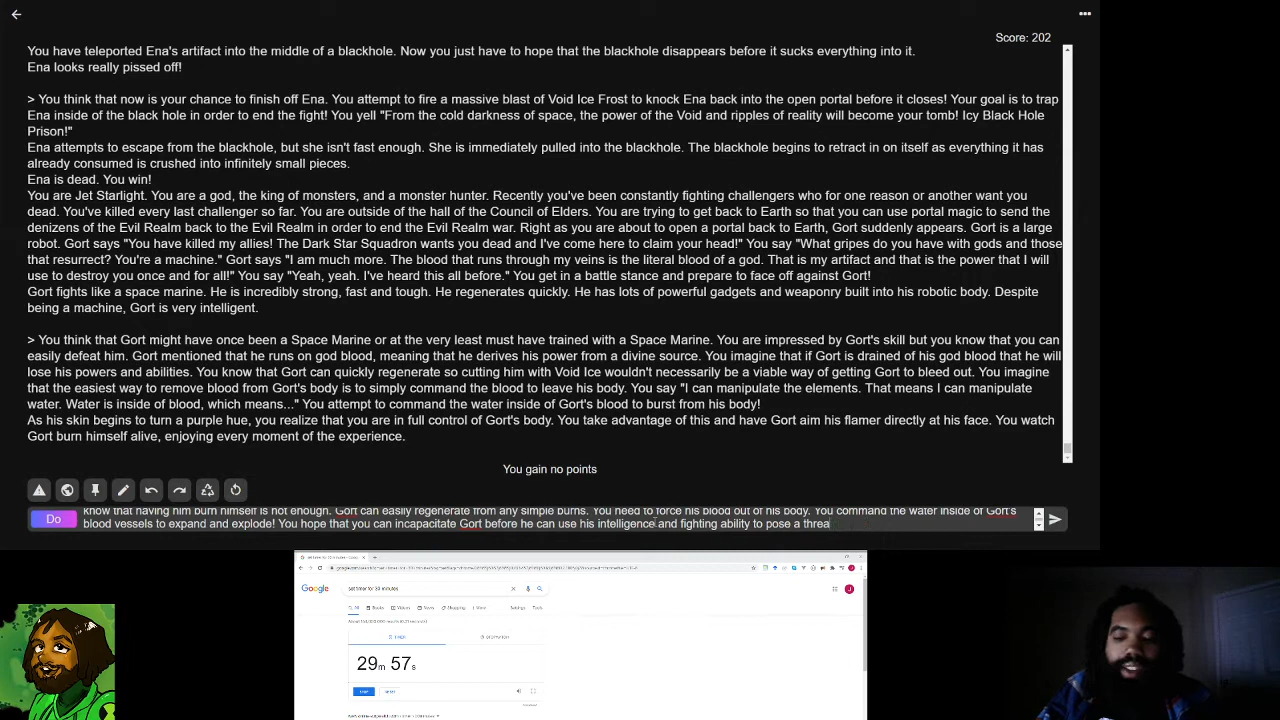 Score: 202
You have teleported Ena's artifact into the middle of a blackhole. Now you just have to hope that the blackhole disappears before it sucks everything into it.
Ena looks really pissed off!
> You think that now is your chance to finish off Ena. You attempt to fire a massive blast of Void Ice Frost to knock Ena back into the open portal before it closes! Your goal is to trap
Ena inside of the black hole in order to end the fight! You yell "From the cold darkness of space, the power of the Void and ripples of reality will become your tomb! Icy Black Hole
Prison!"
Ena attempts to escape from the blackhole, but she isn't fast enough. She is immediately pulled into the blackhole. The blackhole begins to retract in on itself as everything it has
already consumed is crushed into infinitely small pieces.
Ena is dead. You win!
You are Jet Starlight. You are a god, the king of monsters, and a monster hunter. Recently you've been constantly fighting challengers who for one reason or another want you
dead. You've killed every last challenger so far. You are outside of the hall of the Council of Elders. You are trying to get back to Earth so that you can use portal magic to send the
denizens of the Evil Realm back to the Evil Realm in order to end the Evil Realm war. Right as you are about to open a portal back to Earth, Gort suddenly appears. Gort is a large
robot. Gort says "You have killed my allies! The Dark Star Squadron wants you dead and I've come here to claim your head!" You say "What gripes do you have with gods and those
that resurrect? You're a machine." Gort says "I am much more. The blood that runs through my veins is the literal blood of a god. That is my artifact and that is the power that I will
use to destroy you once and for all!" You say "Yeah, yeah. I've heard this all before." You get in a battle stance and prepare to face off against Gort!
Gort fights like a space marine. He is incredibly strong, fast and tough. He regenerates quickly. He has lots of powerful gadgets and weaponry built into his robotic body. Despite
being a machine, Gort is very intelligent.
> You think that Gort might have once been a Space Marine or at the very least must have trained with a Space Marine. You are impressed by Gort's skill but you know that you can
easily defeat him. Gort mentioned that he runs on god blood, meaning that he derives his power from a divine source. You imagine that if Gort is drained of his god blood that he will
lose his powers and abilities. You know that Gort can quickly regenerate so cutting him with Void Ice wouldn't necessarily be a viable way of getting Gort to bleed out. You imagine
that the easiest way to remove blood from Gort's body is to simply command the blood to leave his body. You say "I can manipulate the elements. That means I can manipulate
water. Water is inside of blood, which means..." You attempt to command the water inside of Gort's blood to burst from his body!
As his skin begins to turn a purple hue, you realize that you are in full control of Gort's body. You take advantage of this and have Gort aim his flamer directly at his face. You watch
Gort burn himself alive, enjoying every moment of the experience.
You gain no points
know that having him burn himself is not enough. Gort can easily regenerate from any simple burns. You need to force his blood out of his body. You command the water inside of Gort's
Do
blood vessels to expand and explode! You hope that you can incapacitate Gort before he can use his intelligence and fighting ability to pose a threa
Google
set timer for 30 minutes
All
Books
Videos
News
Shopping
More
Settings
Tools
TIMER
STOPWATCH
29m 57s
STOP
RESET